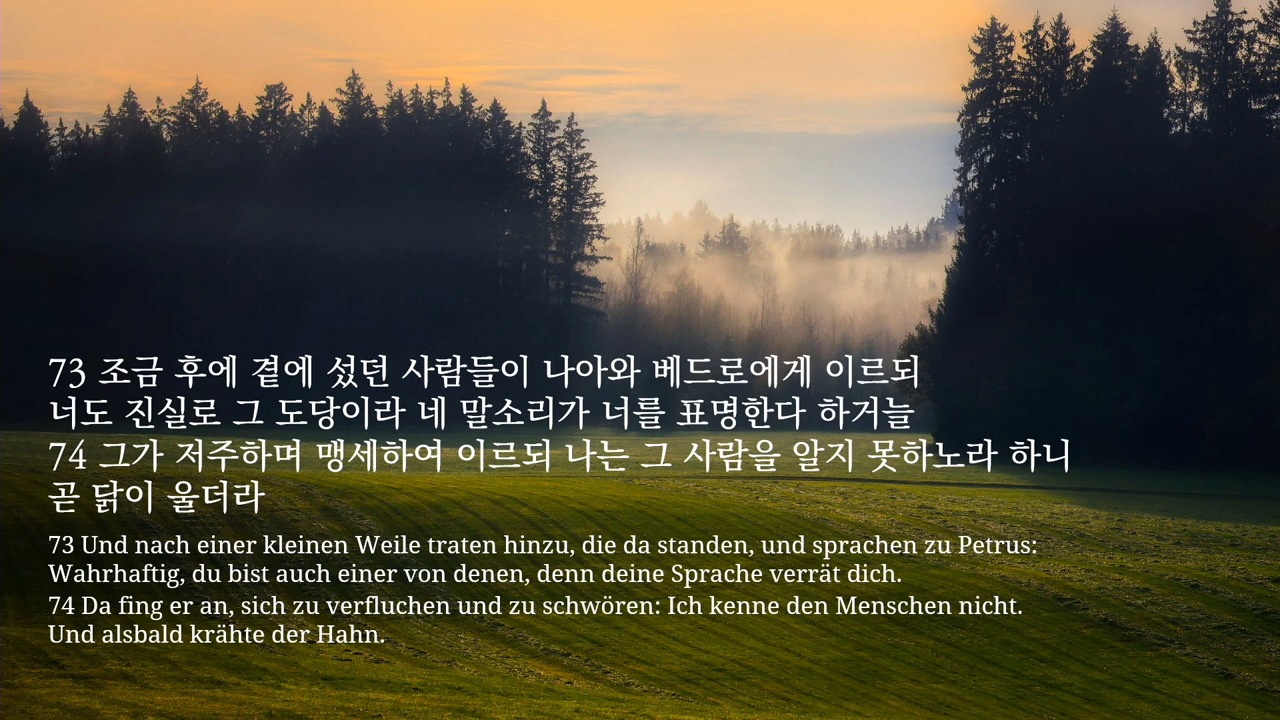 73 조금 후에 곁에 섰던 사람들이 나아와 베드로에게 이르되
너도 진실로 그 도당이라 네 말소리가 너를 표명한다 하거늘
74 그가 저주하며 맹세하여 이르되 나는 그 사람을 알지 못하노라 하니
곧 닭이 울더라
73 Und nach einer kleinen Weile traten hinzu, die da standen, und sprachen zu Petrus:
Wahrhaftig, du bist auch einer von denen, denn deine Sprache verrät dich.
74 Da fing er an, sich zu verfluchen und zu schwören: Ich kenne den Menschen nicht.
Und alsbald krähte der Hahn.